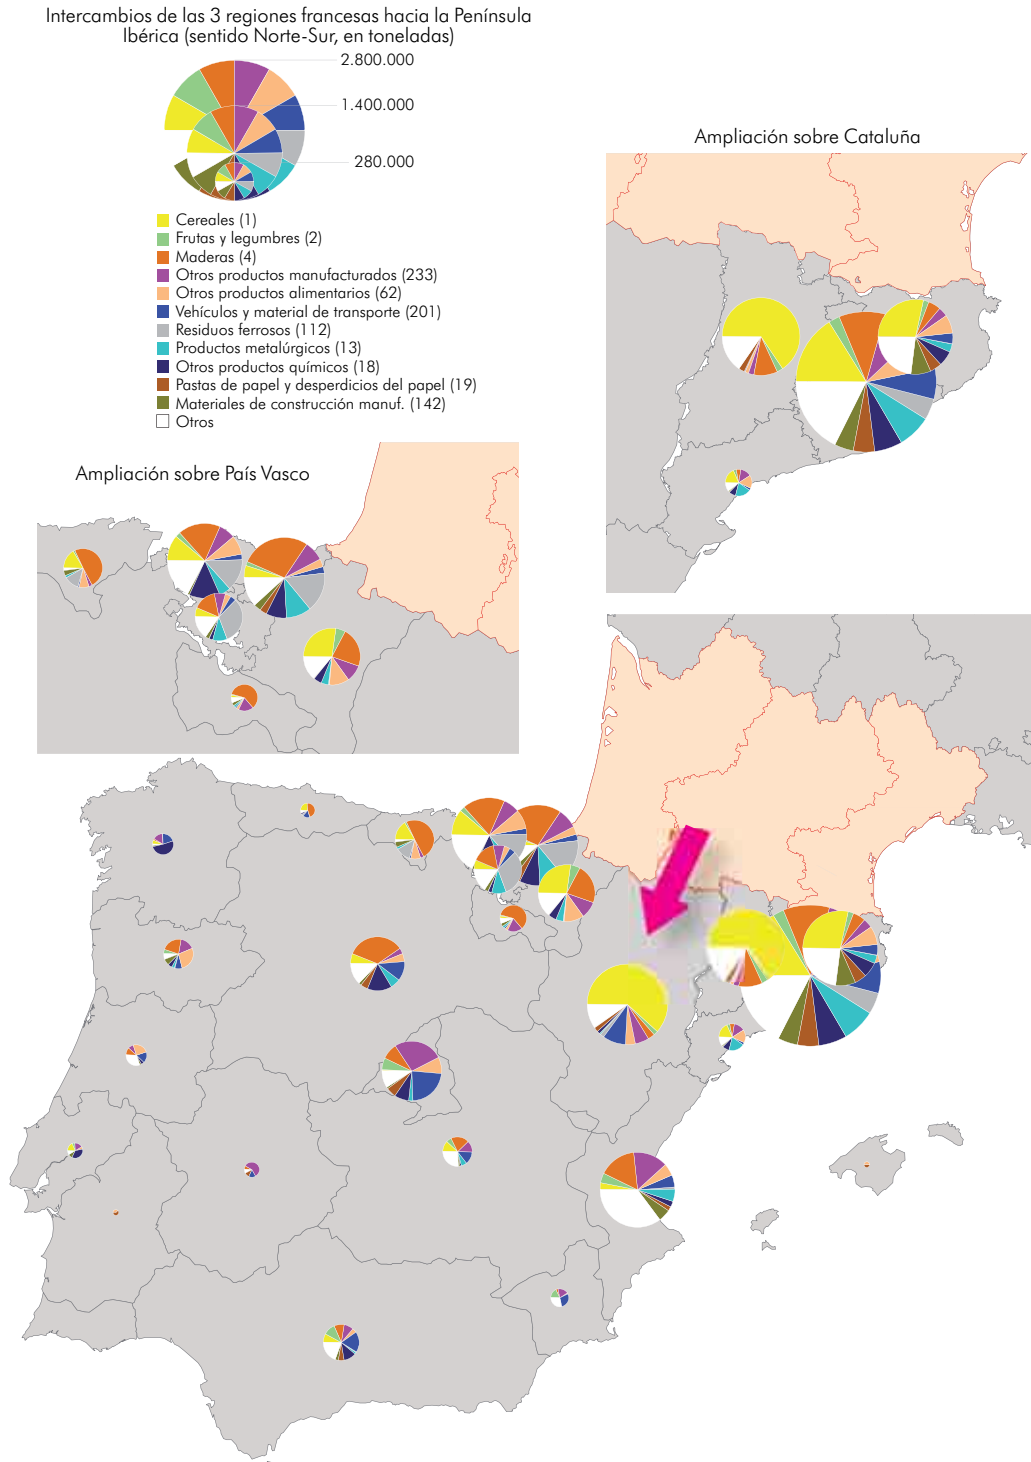 Intercambios de las 3 regiones francesas hacia la Península
Ibérica (sentido Norte-Sur, en toneladas)
2.800.000
1.400.000
280.000
Cereales (1)
Frutas y legumbres (2)
Maderas (4)
Otros productos manufacturados (233)
Otros productos alimentarios (62)
Vehículos y material de transporte (201)
Residuos ferrosos (112)
Productos metalúrgicos (13)
Otros productos químicos (18)
Pastas de papel y desperdicios del papel (19)
Materiales de construcción manuf. (142)
Otros
Ampliación sobre Cataluña
Ampliación sobre País Vasco